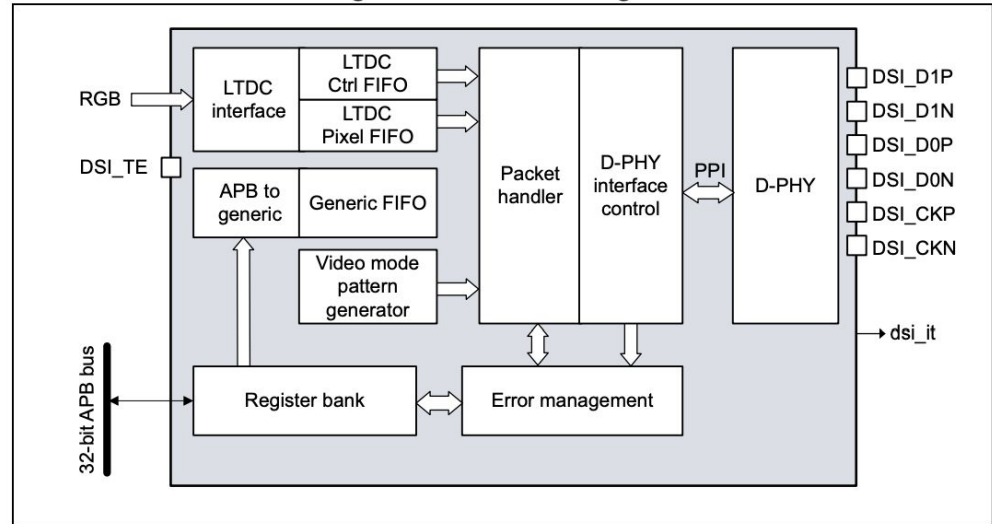 RGB
DSI_TE
LTDC
interface
LTDC
Ctrl FIFO
LTDC
Pixel FIFO
APB to
generic
Generic FIFO
Video mode
pattern
generator
Packet
handler
D-PHY
interface
control
PPI
D-PHY
DSI_D1P
DSI_D1N
DSI_D0P
DSI_D0N
DSI_CKP
DSI_CKN
dsi_it
32-bit APB bus
Register bank
Error management